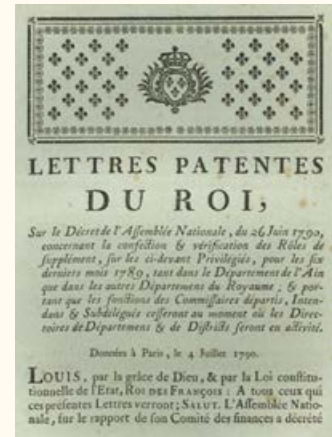 LETTRES PATENTES
DU ROI,
Sur le Décret de l'Assemblée Nationale, du 26 Juin 1790,
concernant la confection & vérification des Rôles de
supplément, sur les ci-devant Privilégiés, pour les six
derniers mois 1789, tant dans le Département de l'Ain
que dans les autres Départemens du Royaume ; & por-
tant que les fonctions des Commissaires départis, Inten-
dans & Subdélégués cesseront au moment où les Direc-
toires de Départemens & de Districts seront en activité.
Données à Paris, le 4 Juillet 1790.
LOUIS, par la grâce de Dieu, & par la Loi constitu-
tionnelle de l'Etat, ROI DES FRANÇOIS : A tous ceux qui
ces présentes Lettres verront ; SALUT. L'Assemblée Natio-
nale, sur le rapport de son Comité des finances a décrété